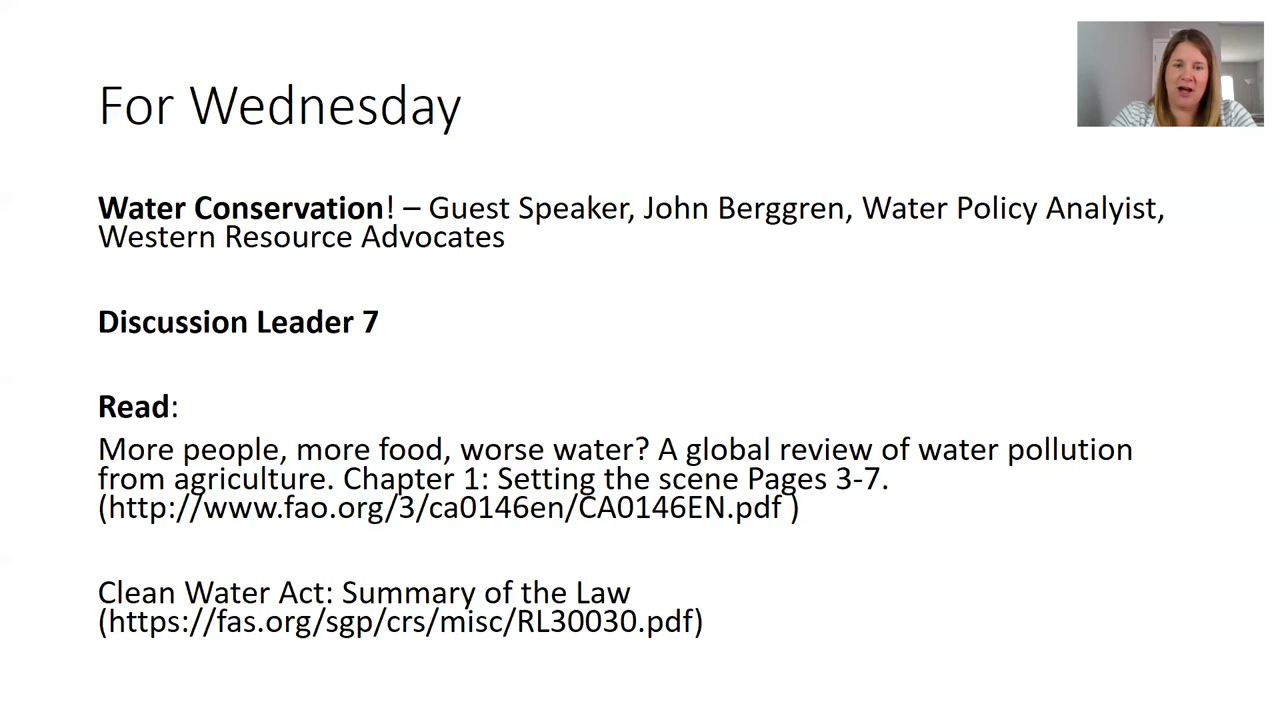 For Wednesday
Water Conservation! – Guest Speaker, John Berggren, Water Policy Analyist,
Western Resource Advocates
Discussion Leader 7
Read:
More people, more food, worse water? A global review of water pollution
from agriculture. Chapter 1: Setting the scene Pages 3-7.
(http://www.fao.org/3/ca0146en/CA0146EN.pdf )
Clean Water Act: Summary of the Law
(https://fas.org/sgp/crs/misc/RL30030.pdf)